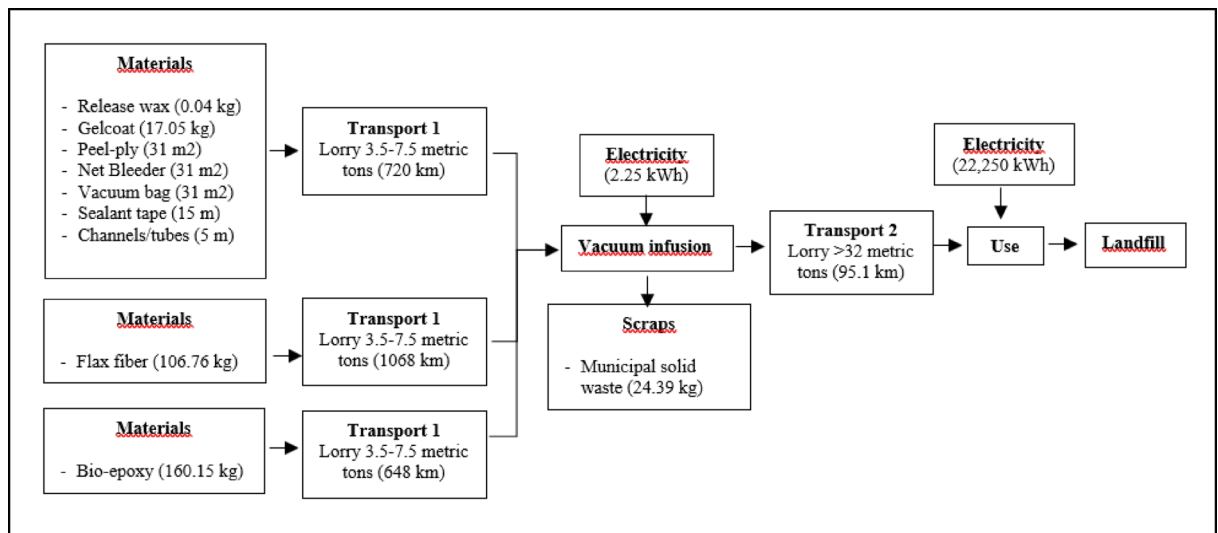 Materials
- Release wax (0.04 kg)
- Gelcoat (17.05 kg)
- Peel-ply (31 m2)
- Net Bleeder (31 m2)
- Vacuum bag (31 m2)
- Sealant tape (15 m)
- Channels/tubes (5 m)
Transport 1
Lorry 3.5-7.5 metric
tons (720 km)
Materials
- Flax fiber (106.76 kg)
Transport 1
Lorry 3.5-7.5 metric
tons (1068 km)
Materials
- Bio-epoxy (160.15 kg)
Transport 1
Lorry 3.5-7.5 metric
tons (648 km)
Electricity
(2.25 kWh)
Vacuum infusion
Scraps
- Municipal solid
waste (24.39 kg)
Transport 2
Lorry >32 metric
tons (95.1 km)
Electricity
(22,250 kWh)
Use
Landfill